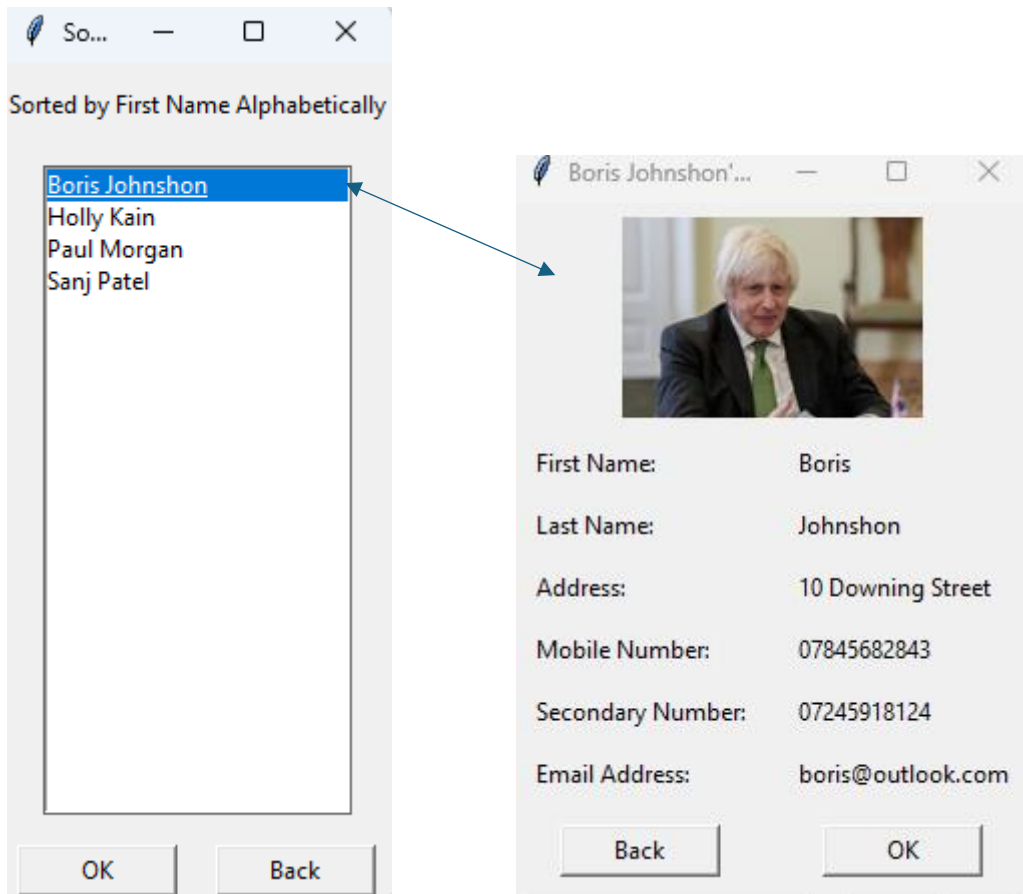 So...
Sorted by First Name Alphabetically
Boris Johnshon
Holly Kain
Paul Morgan
Sanj Patel
OK Back
Boris Johnshon'...
First Name: Boris
Last Name: Johnshon
Address: 10 Downing Street
Mobile Number: 07845682843
Secondary Number: 07245918124
Email Address: boris@outlook.com
Back OK